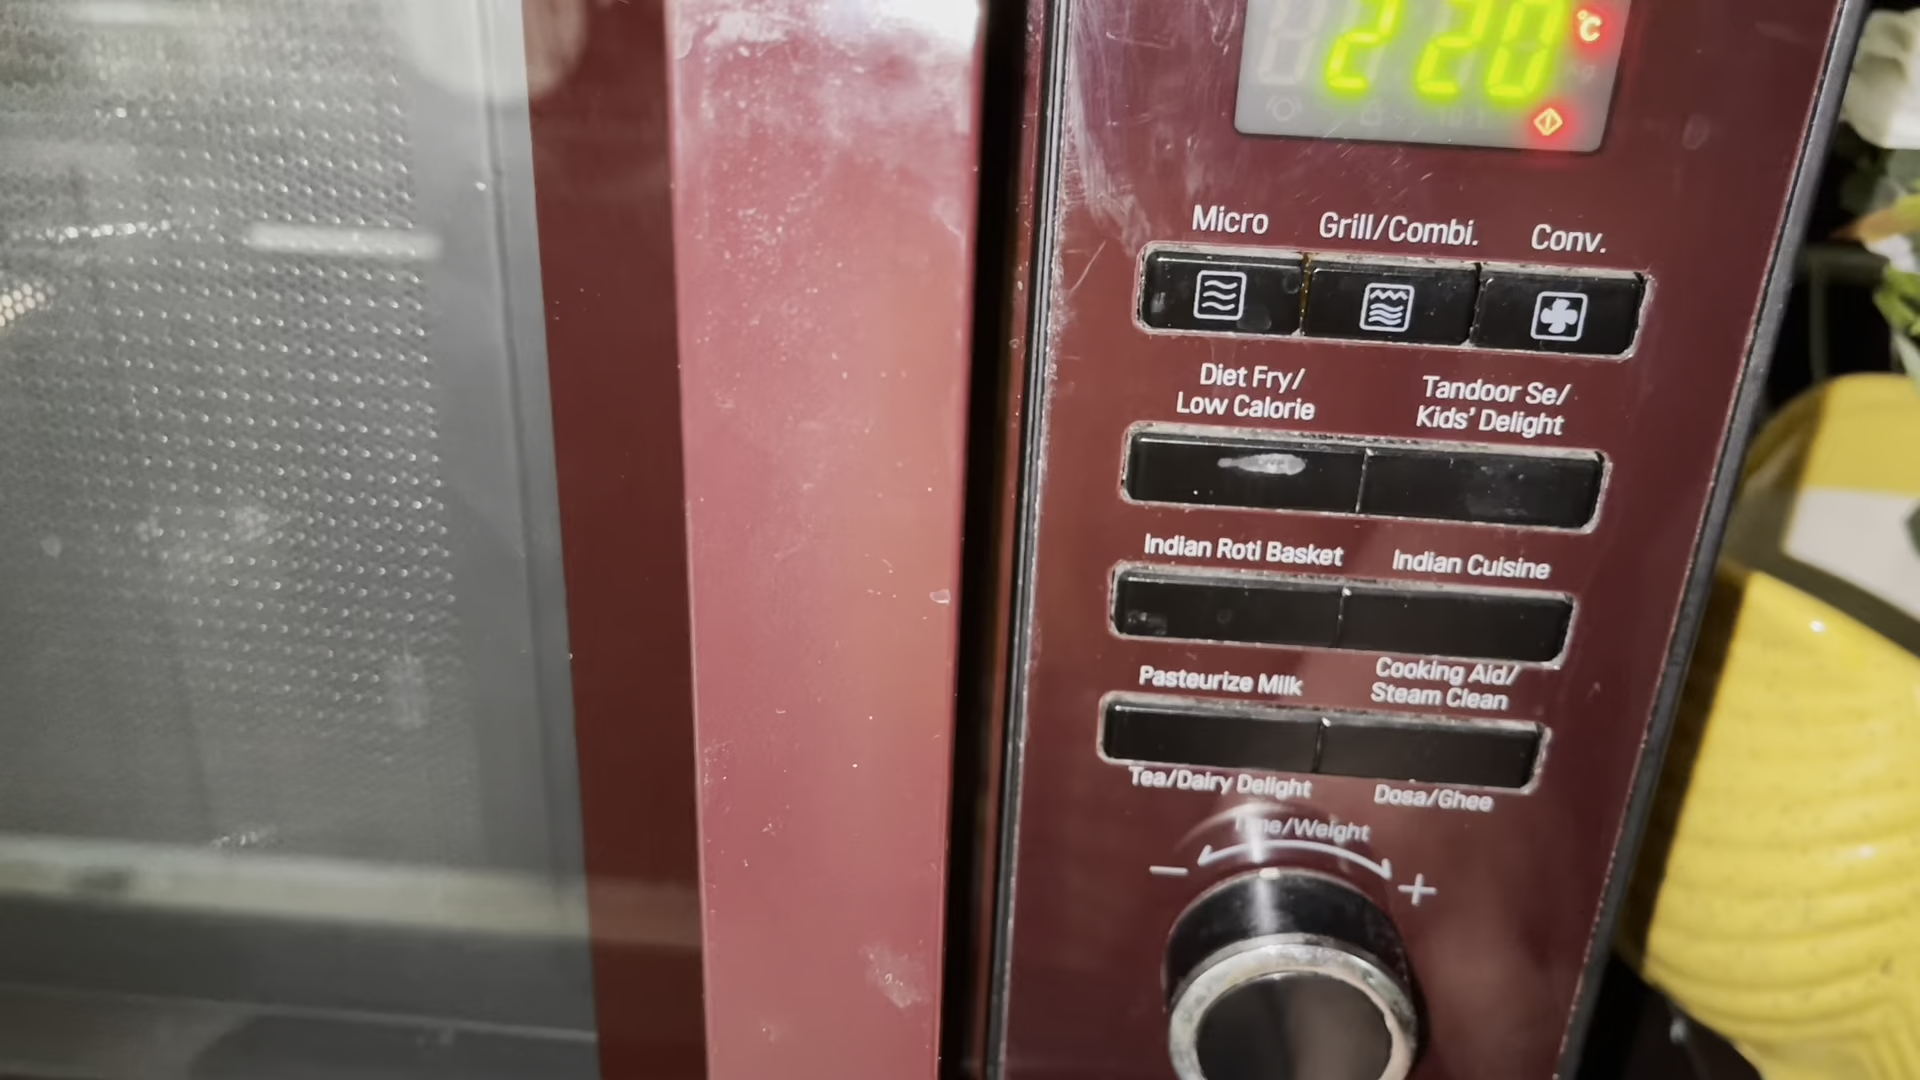 220 °C
Micro Grill/Combi. Conv.
Diet Fry/
Low Calorie
Tandoor Se/
Kids' Delight
Indian Roti Basket Indian Cuisine
Pasteurize Milk
Cooking Aid/
Steam Clean
Tea/Dairy Delight Dosa/Ghee
Time/Weight
- +